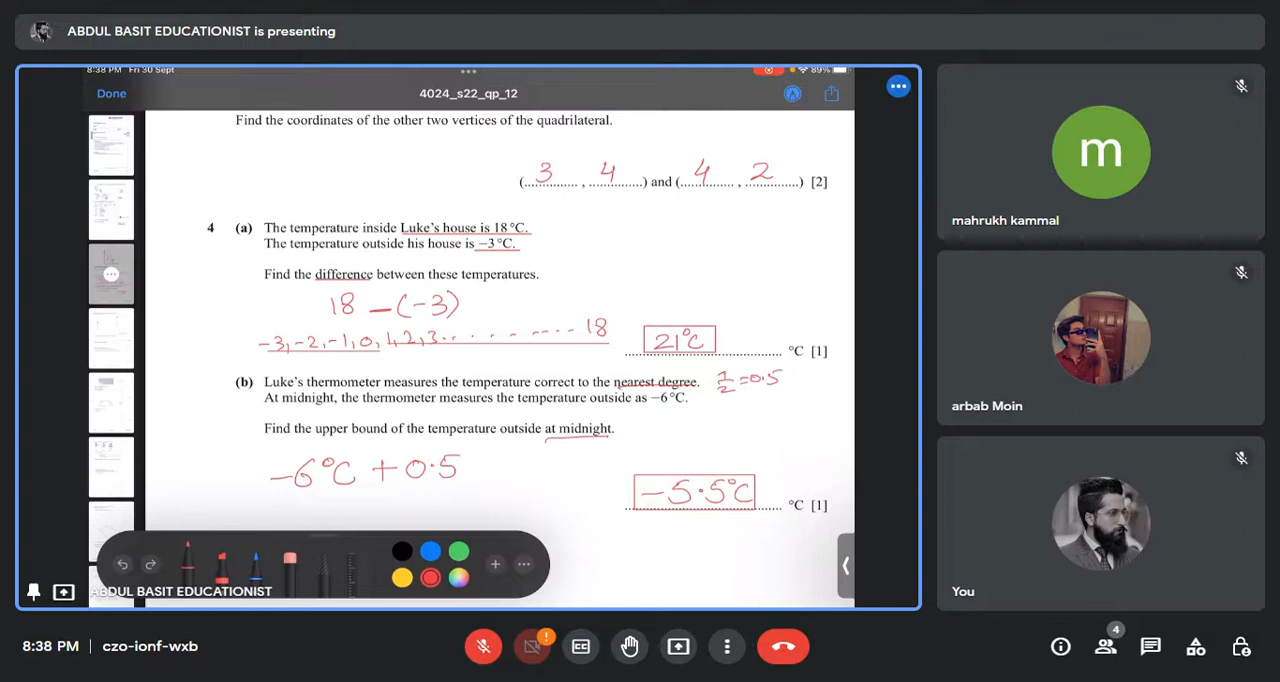 ABDUL BASIT EDUCATIONIST is presenting
8:38 PM Fri 30 Sept
89%
Done
4024_s22_qp_12
Find the coordinates of the other two vertices of the quadrilateral.
(3, 4) and (4, 2) [2]
4 (a) The temperature inside Luke's house is 18 °C.
The temperature outside his house is −3 °C.
Find the difference between these temperatures.
18 − (−3)
-3, -2, -1, 0, 1, 2, 3 ......... 18
21°C °C [1]
(b) Luke's thermometer measures the temperature correct to the nearest degree. 1/2 = 0.5
At midnight, the thermometer measures the temperature outside as −6 °C.
Find the upper bound of the temperature outside at midnight.
-6°C + 0.5
-5.5°C °C [1]
ABDUL BASIT EDUCATIONIST
m
mahrukh kammal
arbab Moin
You
8:38 PM | czo-ionf-wxb
CC
4